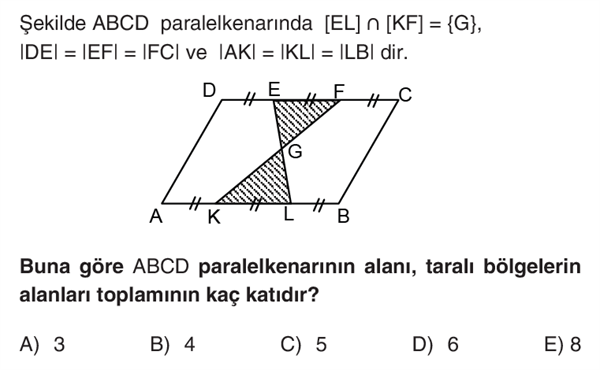 Şekilde ABCD paralelkenarında [EL] ∩ [KF] = {G},
|DE| = |EF| = |FC| ve |AK| = |KL| = |LB| dir.
D E F C
G
A K L B
Buna göre ABCD paralelkenarının alanı, taralı bölgelerin
alanları toplamının kaç katıdır?
A) 3 B) 4 C) 5 D) 6 E) 8